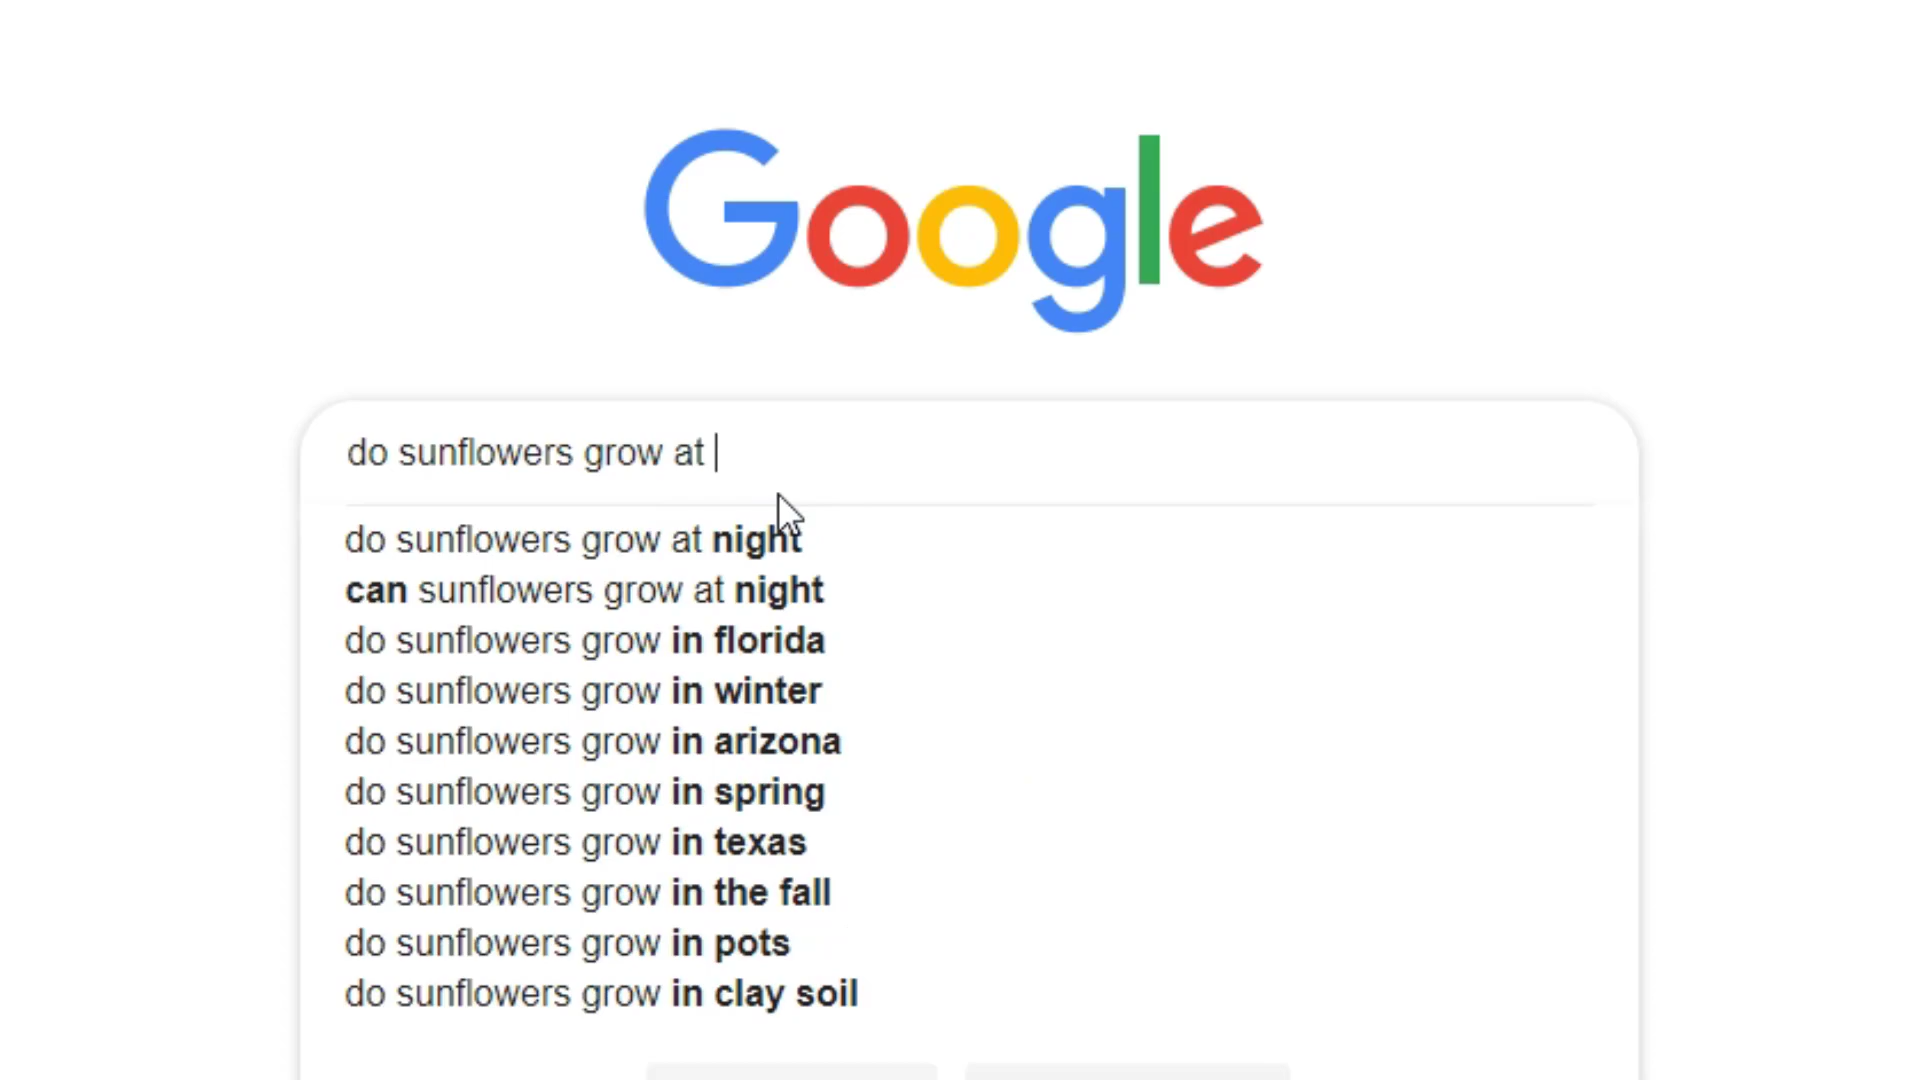 Google
do sunflowers grow at
do sunflowers grow at night
can sunflowers grow at night
do sunflowers grow in florida
do sunflowers grow in winter
do sunflowers grow in arizona
do sunflowers grow in spring
do sunflowers grow in texas
do sunflowers grow in the fall
do sunflowers grow in pots
do sunflowers grow in clay soil